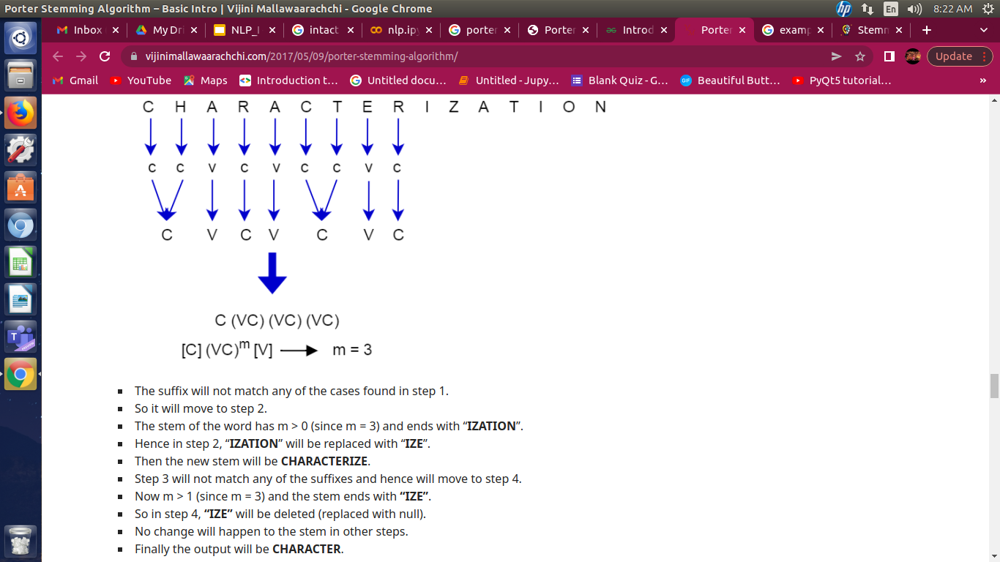 Porter Stemming Algorithm – Basic Intro | Vijini Mallawaarachchi - Google Chrome
hp En 8:22 AM
Inbox My Dri NLP_I intact nlp.ipy porter Porter Introd Porter examp Stemm
vijinimallawaarachchi.com/2017/05/09/porter-stemming-algorithm/ Update
Gmail YouTube Maps Introduction t... Untitled docu... Untitled - Jupy... Blank Quiz - G... GIF Beautiful Butt... PyQt5 tutorial... »
C H A R A C T E R I Z A T I O N
c c v c v c c v c
C V C V C V C
C (VC) (VC) (VC)
[C] (VC)m [V] → m = 3
▪ The suffix will not match any of the cases found in step 1.
▪ So it will move to step 2.
▪ The stem of the word has m > 0 (since m = 3) and ends with “IZATION”.
▪ Hence in step 2, “IZATION” will be replaced with “IZE”.
▪ Then the new stem will be CHARACTERIZE.
▪ Step 3 will not match any of the suffixes and hence will move to step 4.
▪ Now m > 1 (since m = 3) and the stem ends with “IZE”.
▪ So in step 4, “IZE” will be deleted (replaced with null).
▪ No change will happen to the stem in other steps.
▪ Finally the output will be CHARACTER.